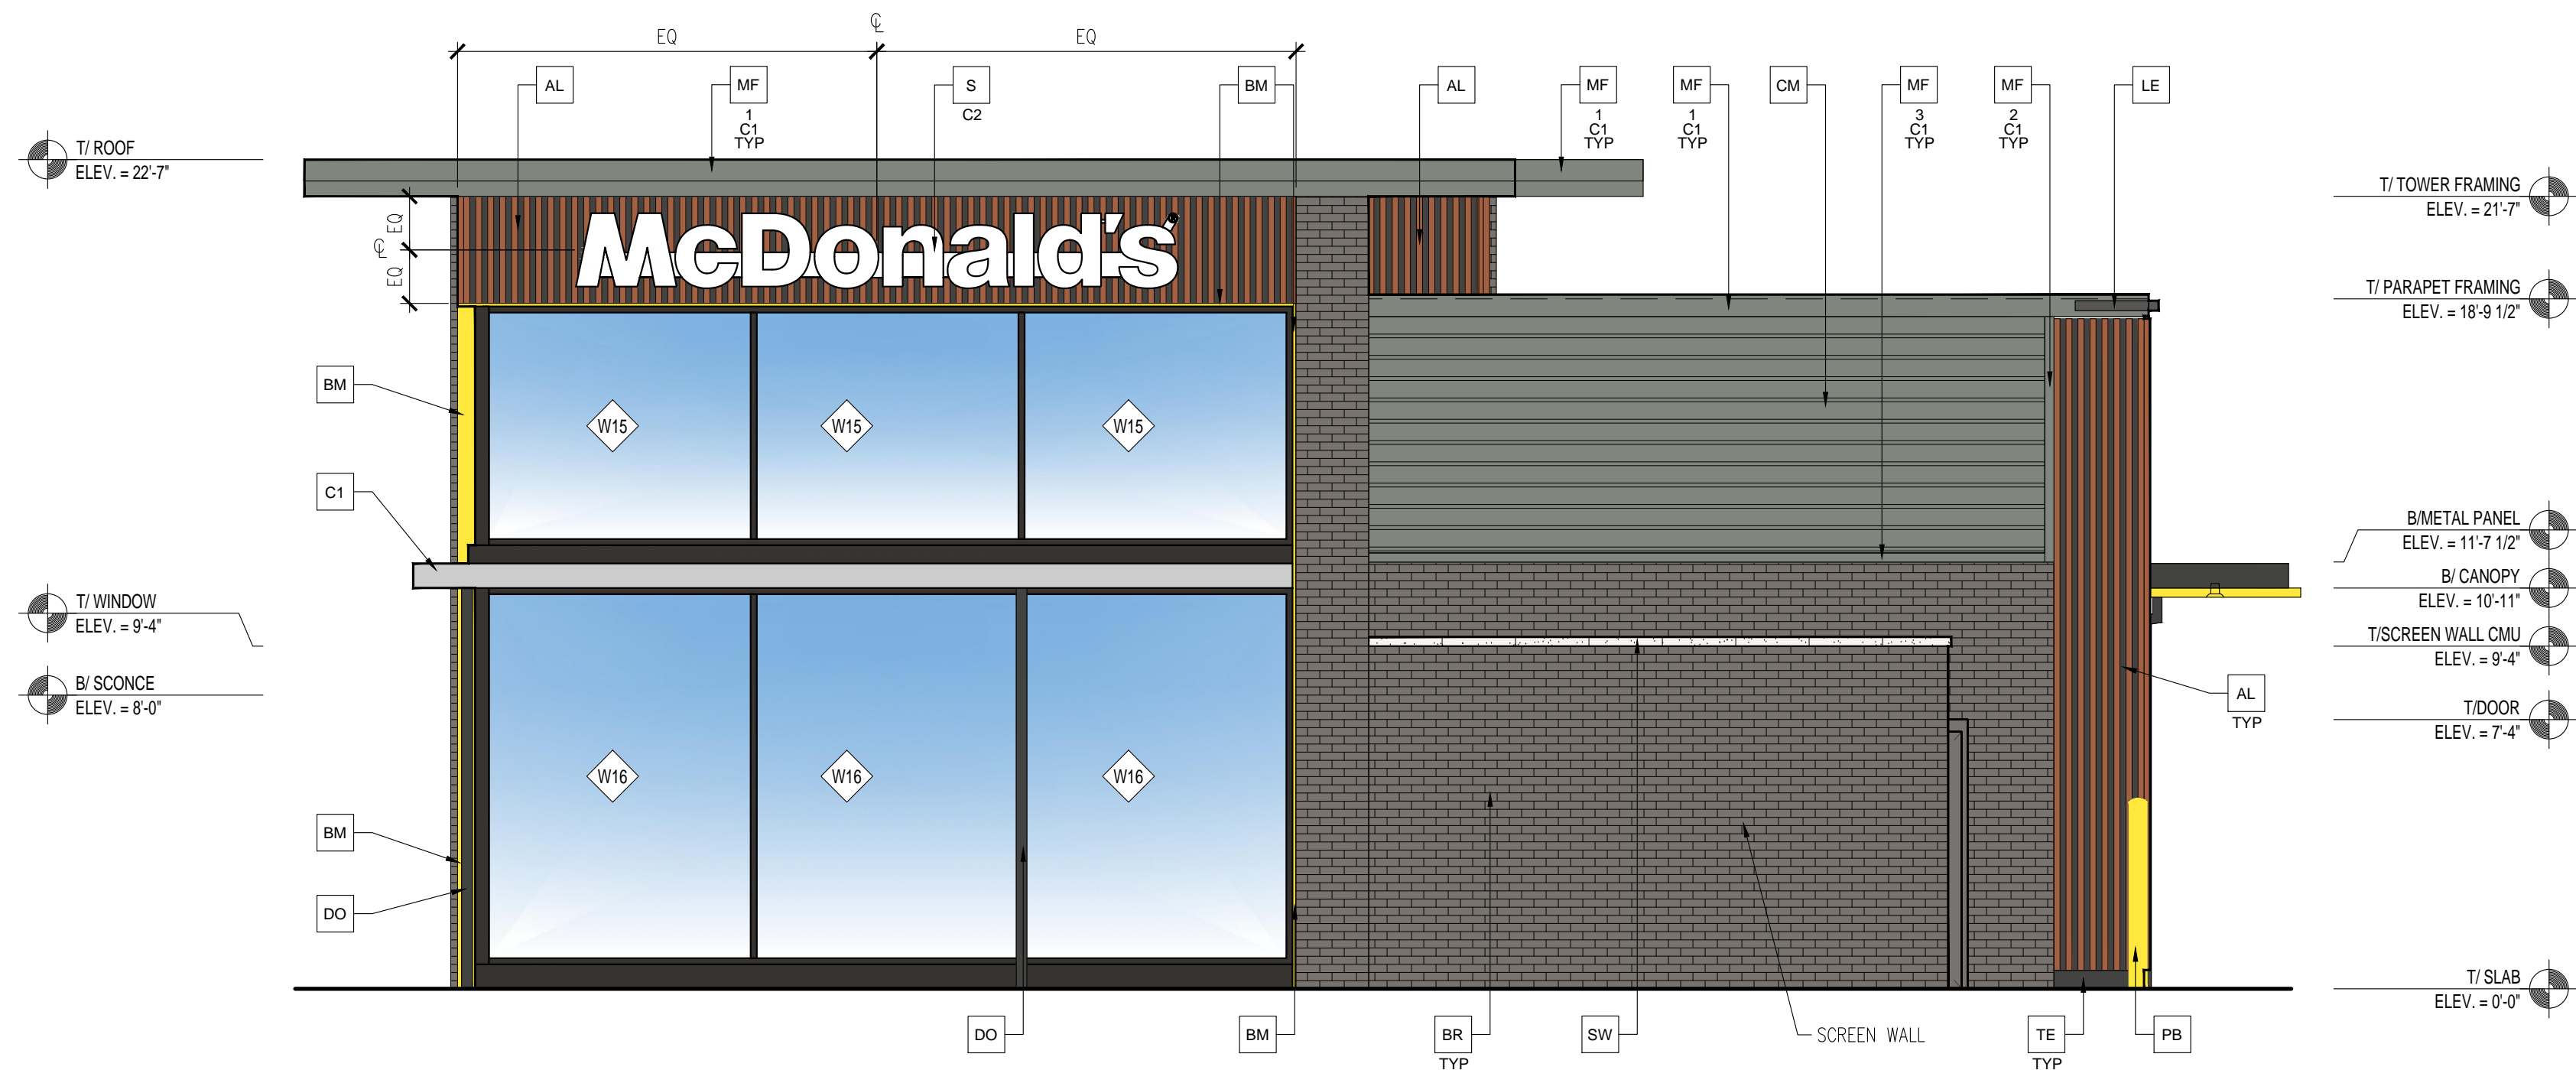 ℄
EQ
EQ
AL
MF
1
C1
TYP
S
C2
BM
AL
MF
1
C1
TYP
MF
1
C1
TYP
CM
MF
3
C1
TYP
MF
2
C1
TYP
LE
T/ ROOF
ELEV. = 22'-7"
T/ TOWER FRAMING
ELEV. = 21'-7"
EQ
℄
EQ
McDonald's®
T/ PARAPET FRAMING
ELEV. = 18'-9 1/2"
BM
W15
W15
W15
C1
B/METAL PANEL
ELEV. = 11'-7 1/2"
B/ CANOPY
ELEV. = 10'-11"
T/ WINDOW
ELEV. = 9'-4"
T/SCREEN WALL CMU
ELEV. = 9'-4"
B/ SCONCE
ELEV. = 8'-0"
AL
TYP
T/DOOR
ELEV. = 7'-4"
W16
W16
W16
BM
DO
T/ SLAB
ELEV. = 0'-0"
DO
BM
BR
TYP
SW
SCREEN WALL
TE
TYP
PB